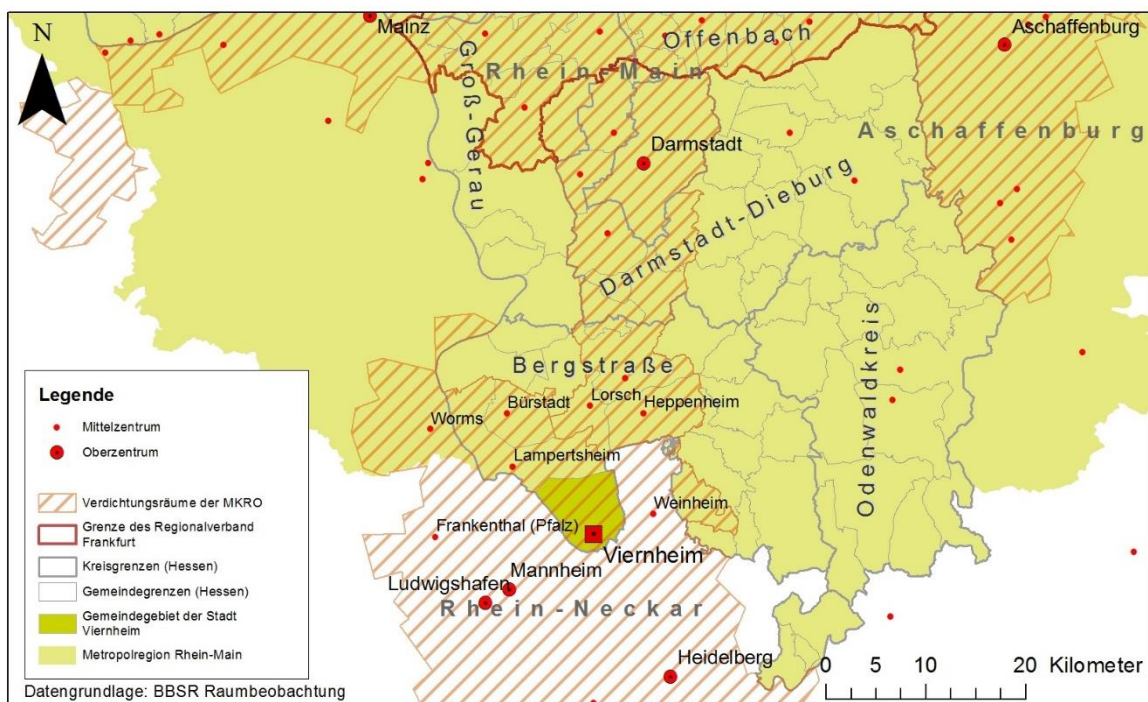 N
Mainz
Aschaffenburg
Offenbach
Groß-Gerau
Rhein-Main
Aschaffenburg
Darmstadt
Darmstadt-Dieburg
Odenwaldkreis
Bergstraße
Bürstadt
Lorsch
Heppenheim
Worms
Lampertsheim
Weinheim
Frankenthal (Pfalz)
Viernheim
Mannheim
Ludwigshafen
Rhein-Neckar
Heidelberg
Legende
Mittelzentrum
Oberzentrum
Verdichtungsräume der MKRO
Grenze des Regionalverband
Frankfurt
Kreisgrenzen (Hessen)
Gemeindegrenzen (Hessen)
Gemeindegebiet der Stadt
Viernheim
Metropolregion Rhein-Main
0 5 10 20 Kilometer
Datengrundlage: BBSR Raumbeobachtung